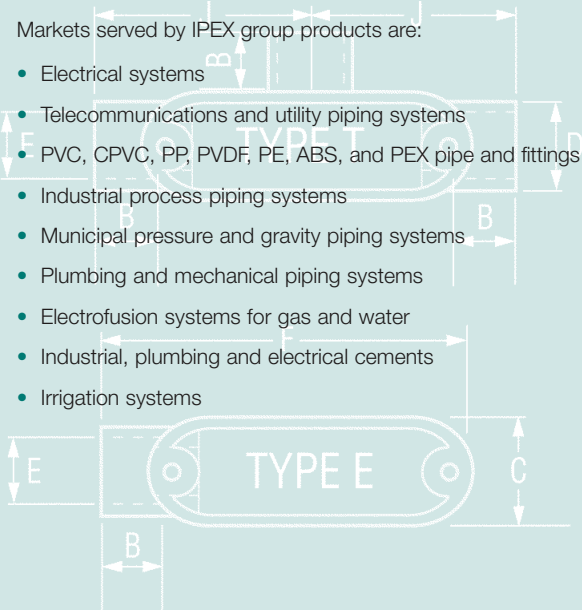 Markets served by IPEX group products are:
• Electrical systems
• Telecommunications and utility piping systems
• PVC, CPVC, PP, PVDF, PE, ABS, and PEX pipe and fittings
• Industrial process piping systems
• Municipal pressure and gravity piping systems
• Plumbing and mechanical piping systems
• Electrofusion systems for gas and water
• Industrial, plumbing and electrical cements
• Irrigation systems
J
B
E
TYPE T
D
B
B
F
E
TYPE E
C
B